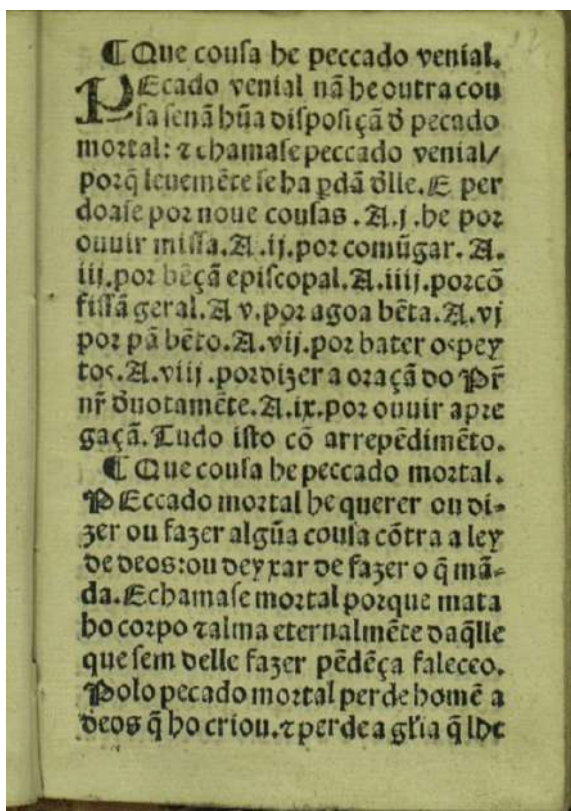 ¶ Que cousa he peccado venial.
PEcado venial nã he outra cou
sa senã hũa disposiçã đ pecado
mortal: ⁊ chamase peccado venial/
porq̃ leuemẽte se ha ꝑdã đlle. E per
doase por noue cousas. A .j. he por
ouuir missa. A .ij. por comũgar. A.
iij. por bẽçã episcopal. A. iiij. por cõ
fissã geral. A v. por agoa bẽta. A. vj
por pã bẽto. A. vij. por bater os pey
tos. A. viij. por dizer a oraçã do Pr̃
nr̃ đuotamẽte. A. ix. por ouuir a pre
gaçã. Tudo isto cõ arrepẽdimẽto.
¶ Que cousa he peccado mortal.
PEccado mortal he querer ou di-
zer ou fazer algũa cousa cõtra a ley
de deos: ou deyxar de fazer o q̃ mã-
da. E chamase mortal porque mata
ho corpo ⁊ alma eternalmẽte daq̃lle
que sem delle fazer pẽdẽça faleceo.
Polo pecado mortal perde homẽ a
deos q̃ ho criou. ⁊ perde a gl̃ia q̃ lhe